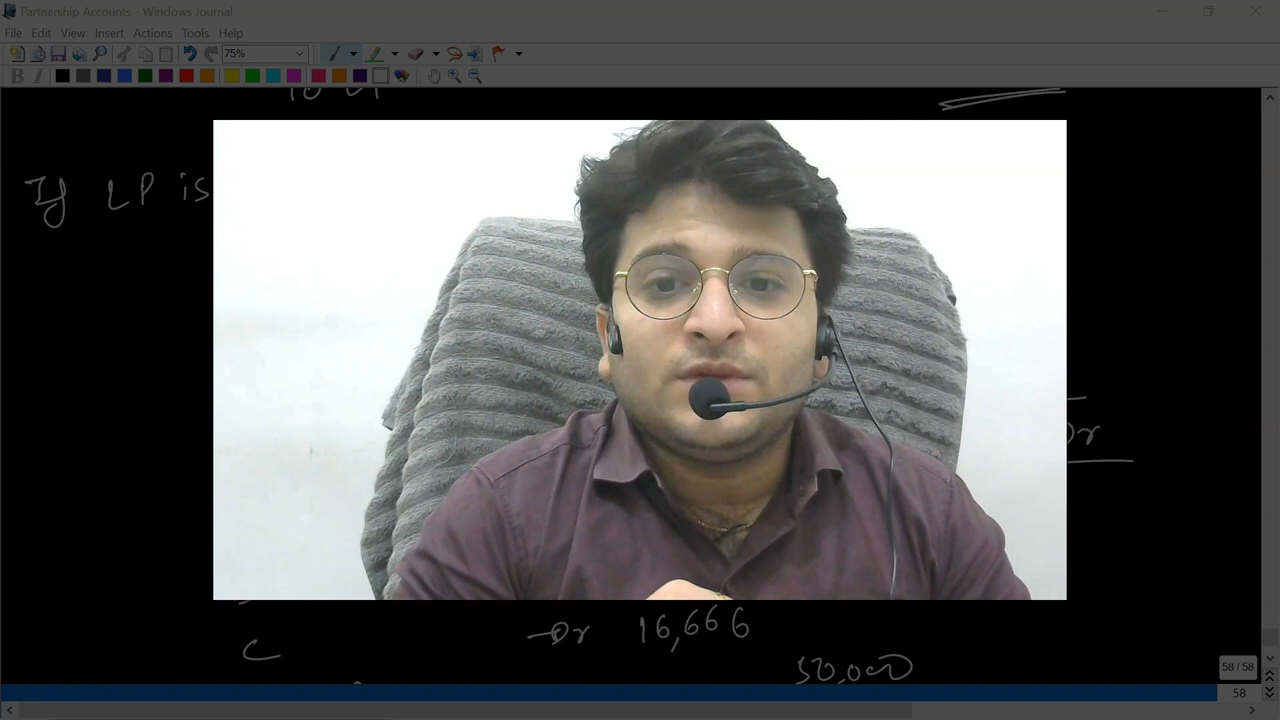 Partnership Accounts - Windows Journal
File Edit View Insert Actions Tools Help
75%
B I
If LP is
Dr
Dr 16,666
C
50,000
58 / 58
58